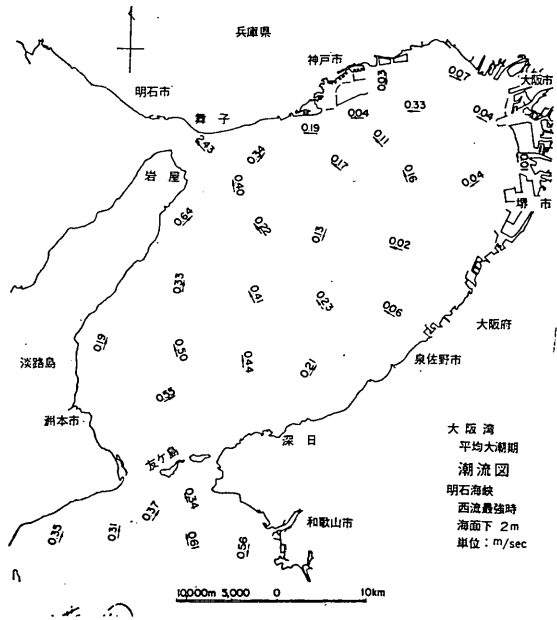 兵庫県
神戸市
0.03
0.07
大阪市
明石市
0.33
0.04
0.04
舞子
0.19
2.43
0.34
0.11
0.17
0.16
0.04
岩屋
0.40
堺市
0.64
0.22
0.13
0.02
0.33
0.41
0.23
0.06
大阪府
0.19
0.50
0.44
0.21
泉佐野市
淡路島
0.55
洲本市
深日
友ケ島
0.34
0.37
0.35
0.31
0.61
0.56
和歌山市
大阪湾
平均大潮期
潮流図
明石海峡
西流最強時
海面下 2m
単位：m/sec
10,000m 5,000 0 10km